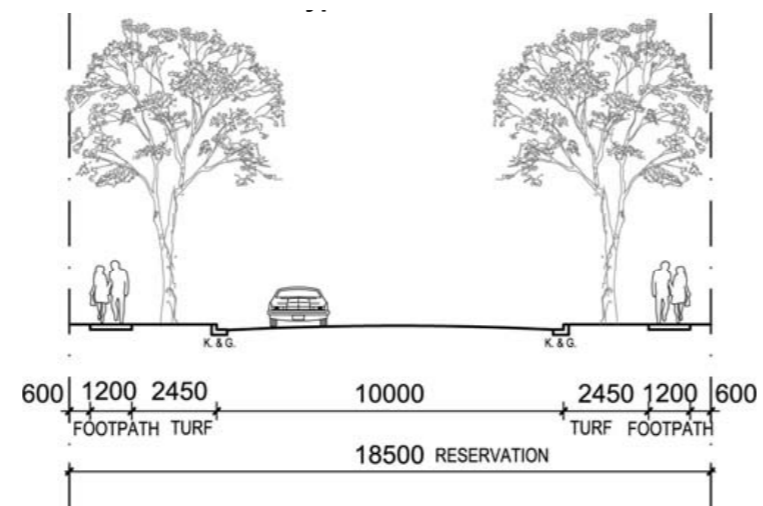 K. & G. K. & G.
600 1200 2450 10000 2450 1200 600
FOOTPATH TURF TURF FOOTPATH
18500 RESERVATION